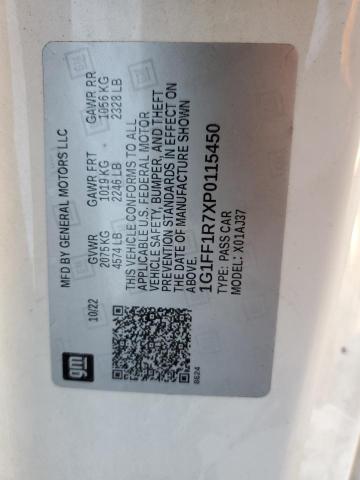 gm
MFD BY GENERAL MOTORS LLC
10/22
GVWR GAWR FRT GAWR RR
2075 KG 1019 KG 1056 KG
4574 LB 2246 LB 2328 LB
THIS VEHICLE CONFORMS TO ALL
APPLICABLE U.S. FEDERAL MOTOR
VEHICLE SAFETY, BUMPER, AND THEFT
PREVENTION STANDARDS IN EFFECT ON
THE DATE OF MANUFACTURE SHOWN
ABOVE.
1G1FF1R7XP0115450
TYPE: PASS CAR
MODEL: X01AJ37
8E24